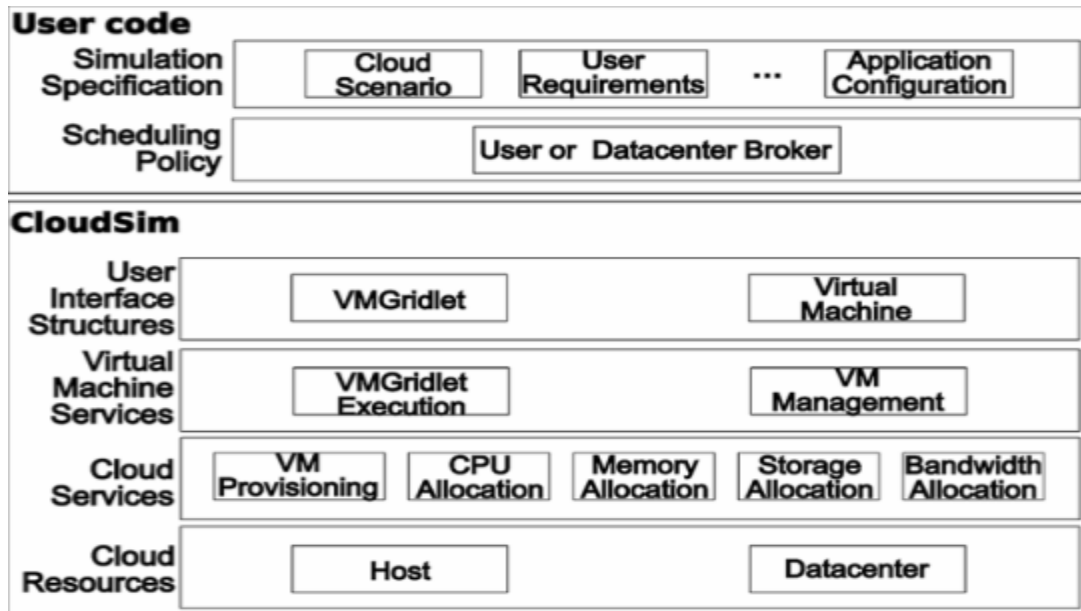 User code
Simulation
Specification
Cloud
Scenario
User
Requirements
...
Application
Configuration
Scheduling
Policy
User or Datacenter Broker
CloudSim
User
Interface
Structures
VMGridlet
Virtual
Machine
Virtual
Machine
Services
VMGridlet
Execution
VM
Management
Cloud
Services
VM
Provisioning
CPU
Allocation
Memory
Allocation
Storage
Allocation
Bandwidth
Allocation
Cloud
Resources
Host
Datacenter